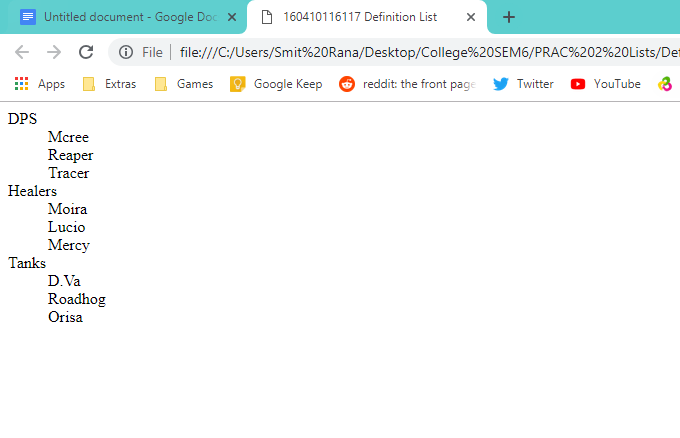 Untitled document - Google Doc
160410116117 Definition List
File file:///C:/Users/Smit%20Rana/Desktop/College%20SEM6/PRAC%202%20Lists/Def
Apps Extras Games Google Keep reddit: the front page Twitter YouTube
DPS
Mcree
Reaper
Tracer
Healers
Moira
Lucio
Mercy
Tanks
D.Va
Roadhog
Orisa